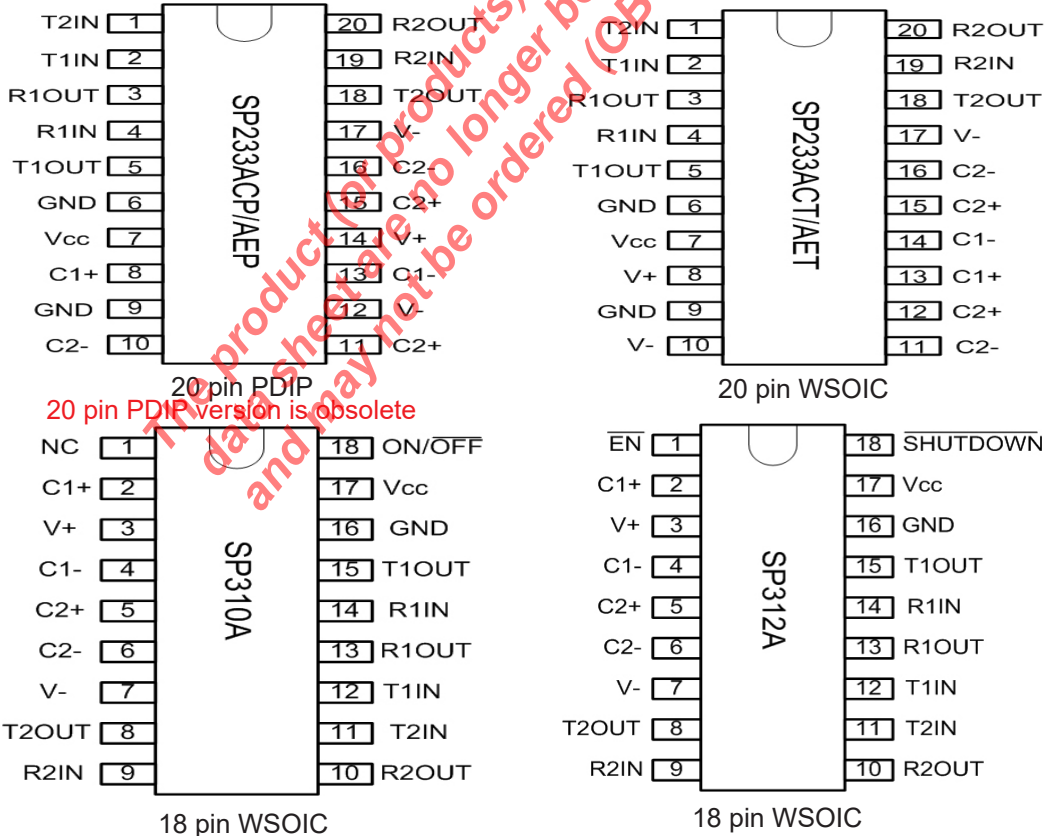 T2IN 1 20 R2OUT
T1IN 2 19 R2IN
R1OUT 3 18 T2OUT
R1IN 4 17 V-
T1OUT 5 16 C2-
GND 6 15 C2+
Vcc 7 14 V+
C1+ 8 13 C1-
GND 9 12 V-
C2- 10 11 C2+
SP233ACP/AEP
20 pin PDIP
20 pin PDIP version is obsolete
T2IN 1 20 R2OUT
T1IN 2 19 R2IN
R1OUT 3 18 T2OUT
R1IN 4 17 V-
T1OUT 5 16 C2-
GND 6 15 C2+
Vcc 7 14 C1-
V+ 8 13 C1+
GND 9 12 C2+
V- 10 11 C2-
SP233ACT/AET
20 pin WSOIC
NC 1 18 ON/OFF
C1+ 2 17 Vcc
V+ 3 16 GND
C1- 4 15 T1OUT
C2+ 5 14 R1IN
C2- 6 13 R1OUT
V- 7 12 T1IN
T2OUT 8 11 T2IN
R2IN 9 10 R2OUT
SP310A
18 pin WSOIC
EN 1 18 SHUTDOWN
C1+ 2 17 Vcc
V+ 3 16 GND
C1- 4 15 T1OUT
C2+ 5 14 R1IN
C2- 6 13 R1OUT
V- 7 12 T1IN
T2OUT 8 11 T2IN
R2IN 9 10 R2OUT
SP312A
18 pin WSOIC
The product (or products)
data sheet are no longer
and may not be ordered (OB